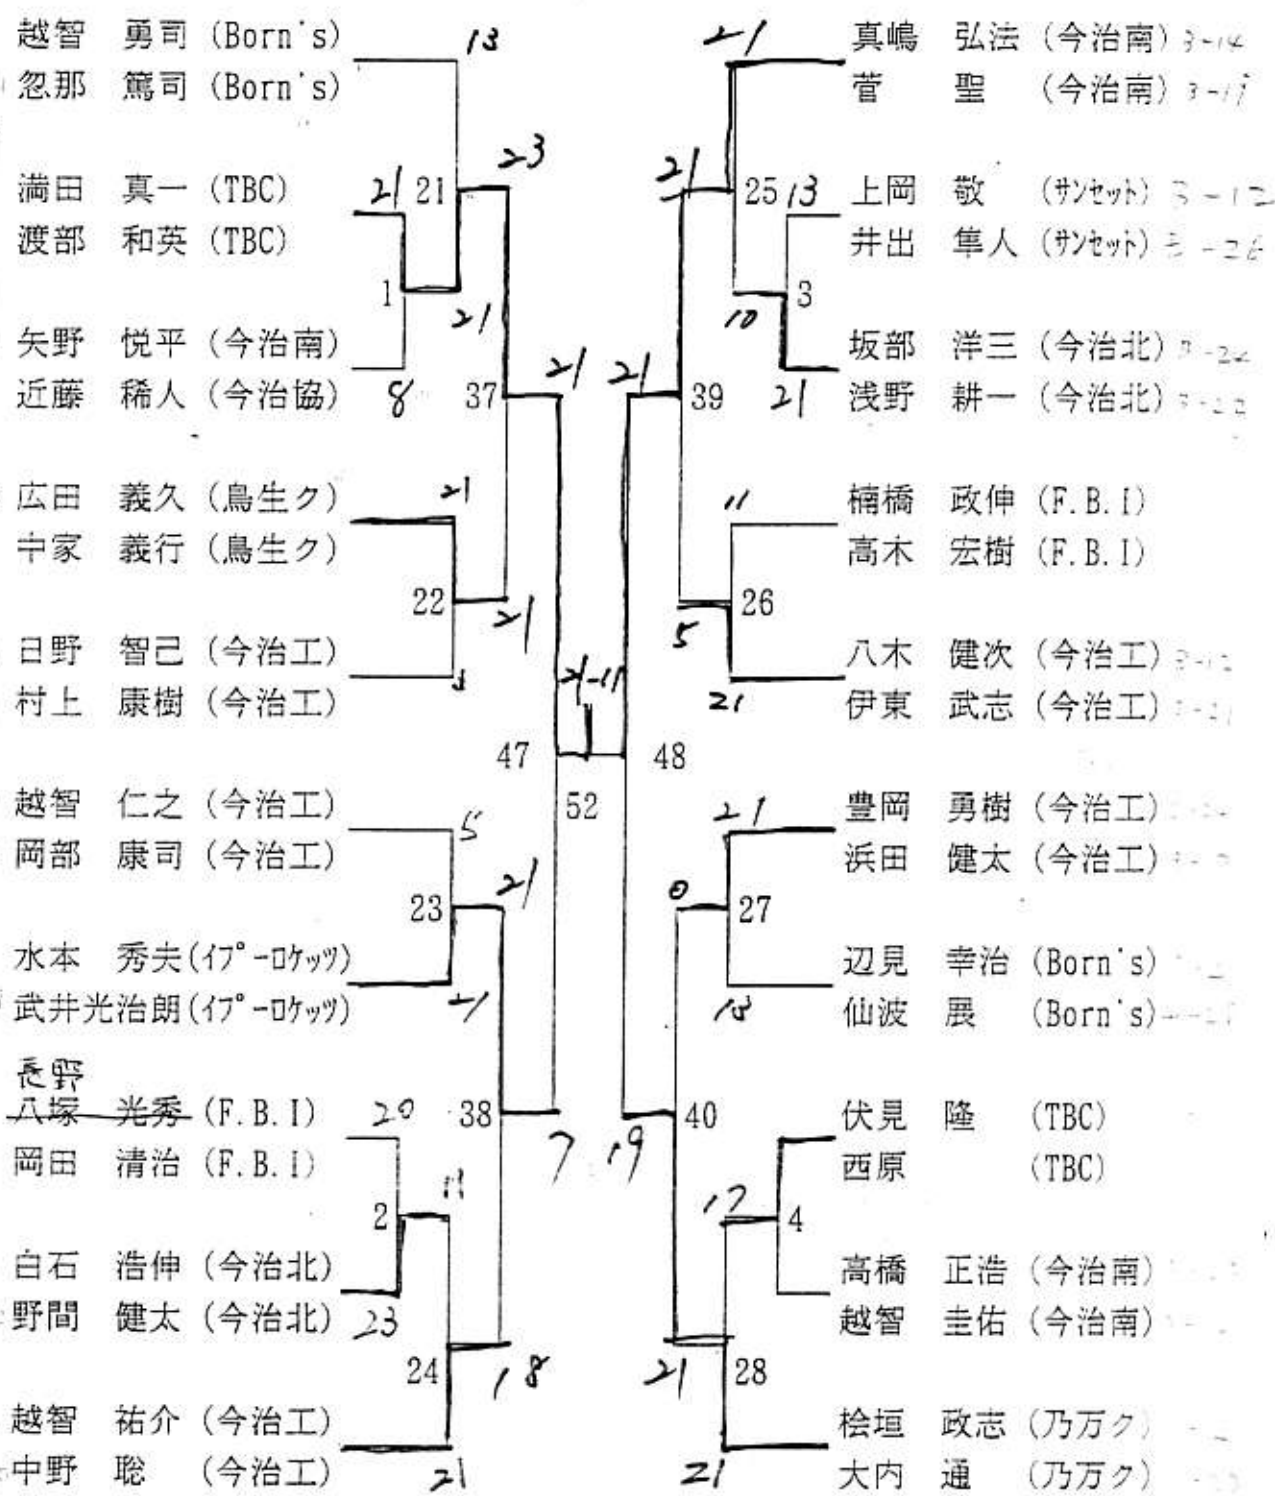 越智 勇司 (Born's)
忽那 篤司 (Born's)
13
満田 真一 (TBC)
渡部 和英 (TBC)
21
21
23
1
21
矢野 悦平 (今治南)
近藤 稀人 (今治協)
8
37
21
広田 義久 (鳥生ク)
中家 義行 (鳥生ク)
21
22
21
日野 智己 (今治工)
村上 康樹 (今治工)
47
越智 仁之 (今治工)
岡部 康司 (今治工)
5
23
21
水本 秀夫(イプーロケッツ)
武井光治朗(イプーロケッツ)
21
長野
八塚 光秀 (F.B.I)
岡田 清治 (F.B.I)
20
38
7
2
11
白石 浩伸 (今治北)
野間 健太 (今治北)
23
24
18
越智 祐介 (今治工)
中野 聡 (今治工)
21
21-11
52
21
真嶋 弘法 (今治南) 3-14
菅 聖 (今治南)
21
25
13
上岡 敬 (サンセット) 3-12
井出 隼人 (サンセット)
10
3
坂部 洋三 (今治北)
浅野 耕一 (今治北)
21
39
21
11
楠橋 政伸 (F.B.I)
高木 宏樹 (F.B.I)
26
5
八木 健次 (今治工)
伊東 武志 (今治工)
21
48
21
豊岡 勇樹 (今治工)
浜田 健太 (今治工)
0
27
辺見 幸治 (Born's)
仙波 展 (Born's)
13
19
40
伏見 隆 (TBC)
西原 (TBC)
17
4
高橋 正浩 (今治南)
越智 圭佑 (今治南)
21
28
桧垣 政志 (乃万ク)
大内 通 (乃万ク)
21